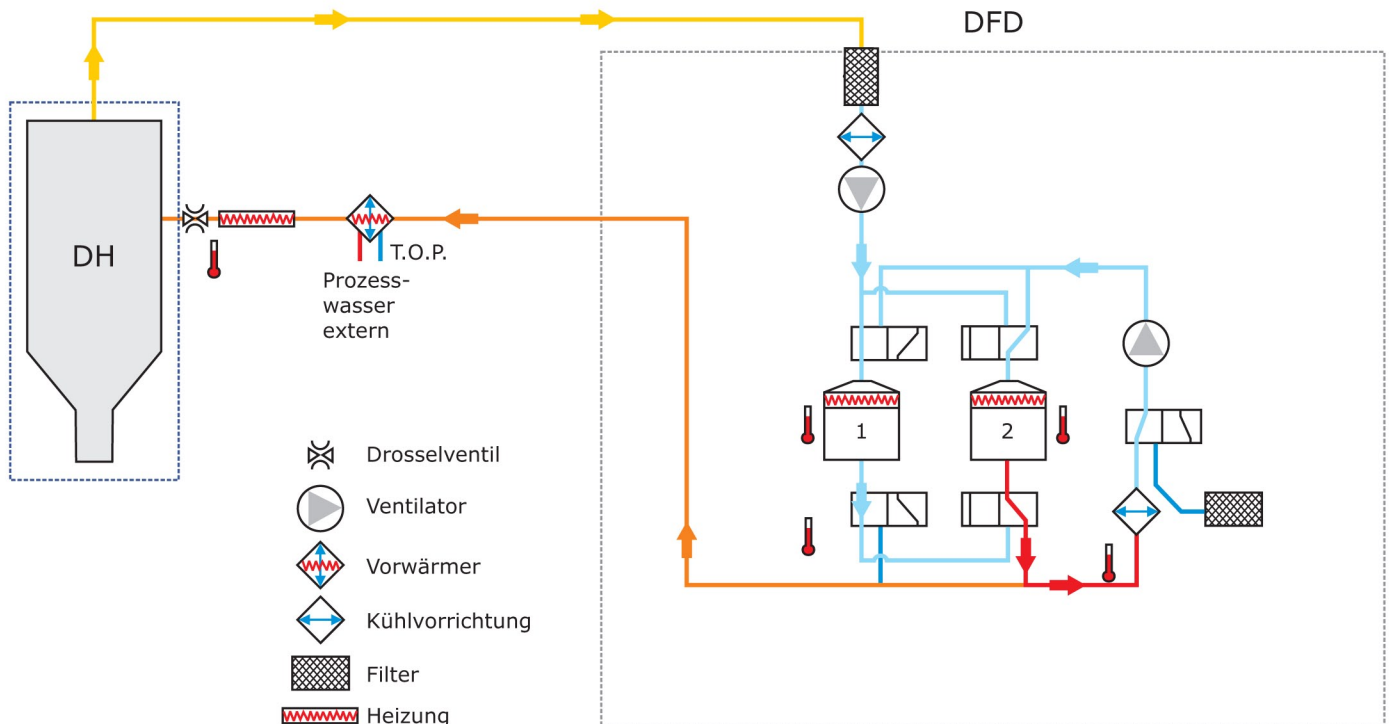 DFD
DH
T.O.P.
Prozess-
wasser
extern
1
2
Drosselventil
Ventilator
Vorwärmer
Kühlvorrichtung
Filter
Heizung